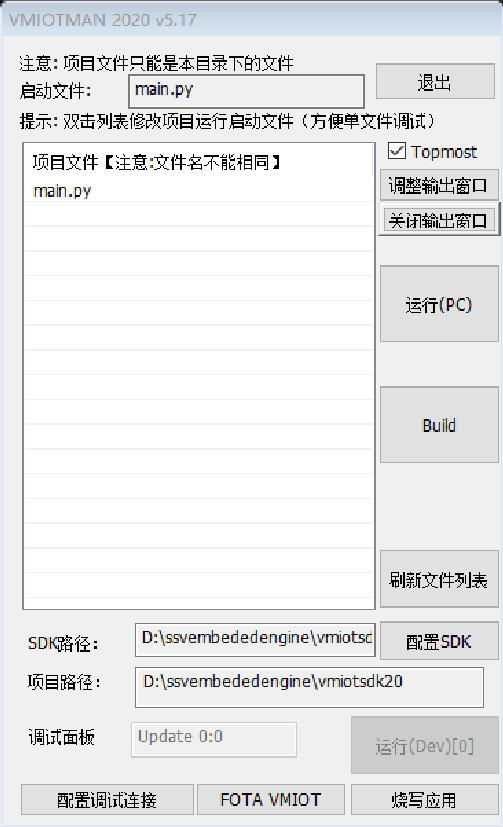 VMIOTMAN 2020 v5.17
注意: 项目文件只能是本目录下的文件
启动文件: main.py 退出
提示: 双击列表修改项目运行启动文件（方便单文件调试）
项目文件【注意:文件名不能相同】
main.py
Topmost
调整输出窗口
关闭输出窗口
运行(PC)
Build
刷新文件列表
SDK路径: D:\ssvembededengine\vmiotsd 配置SDK
项目路径: D:\ssvembededengine\vmiotsdk20
调试面板 Update 0:0 运行(Dev)[0]
配置调试连接 FOTA VMIOT 烧写应用